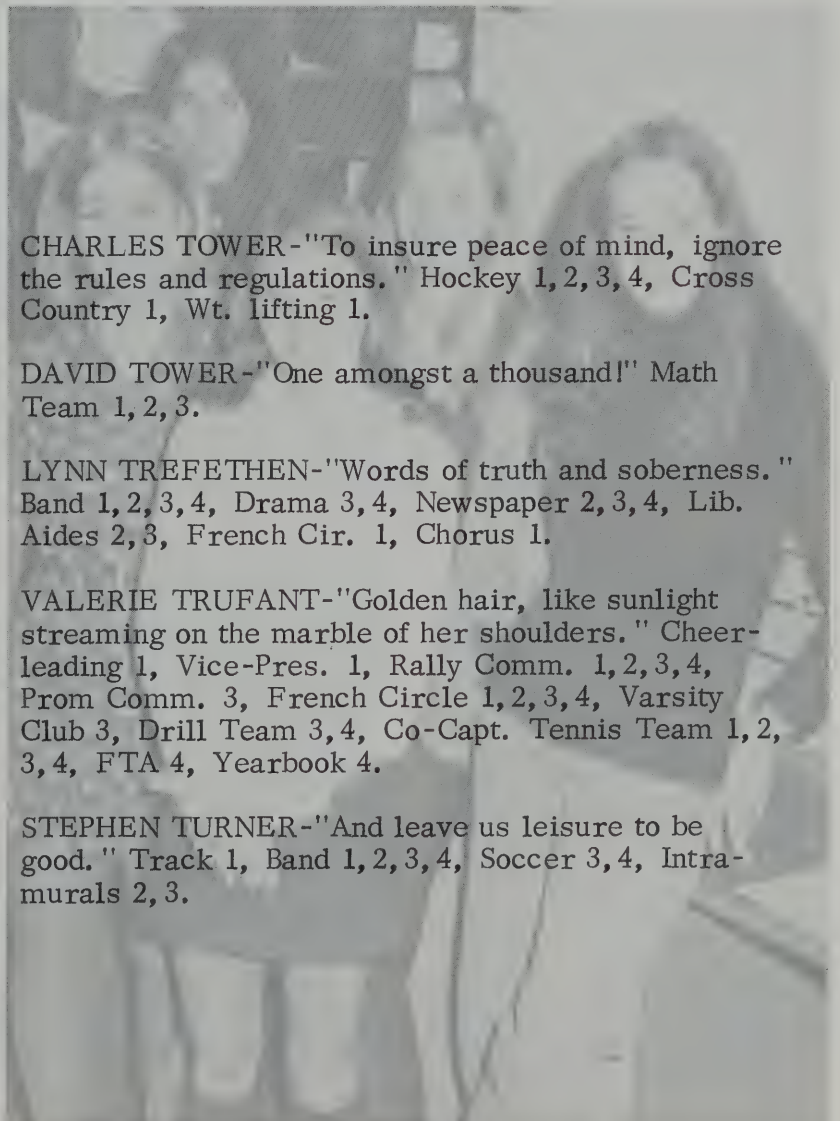 CHARLES TOWER-"To insure peace of mind, ignore
the rules and regulations." Hockey 1,2,3,4, Cross
Country 1, Wt. lifting 1.
DAVID TOWER-"One amongst a thousand!" Math
Team 1,2,3.
LYNN TREFETHEN-"Words of truth and soberness."
Band 1,2,3,4, Drama 3,4, Newspaper 2,3,4, Lib.
Aides 2,3, French Cir. 1, Chorus 1.
VALERIE TRUFANT-"Golden hair, like sunlight
streaming on the marble of her shoulders." Cheer-
leading 1, Vice-Pres. 1, Rally Comm. 1,2,3,4,
Prom Comm. 3, French Circle 1,2,3,4, Varsity
Club 3, Drill Team 3,4, Co-Capt. Tennis Team 1,2,
3,4, FTA 4, Yearbook 4.
STEPHEN TURNER-"And leave us leisure to be
good." Track 1, Band 1,2,3,4, Soccer 3,4, Intra-
murals 2,3.